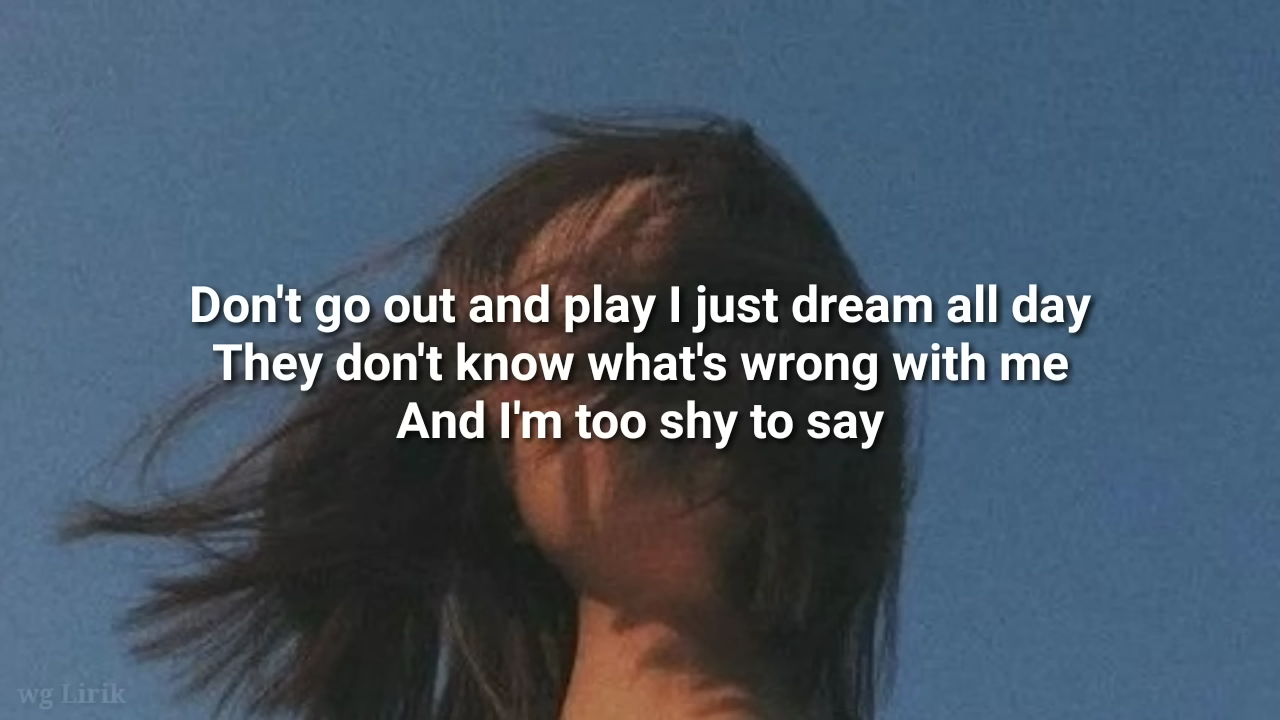 Don't go out and play I just dream all day
They don't know what's wrong with me
And I'm too shy to say
wg Lirik